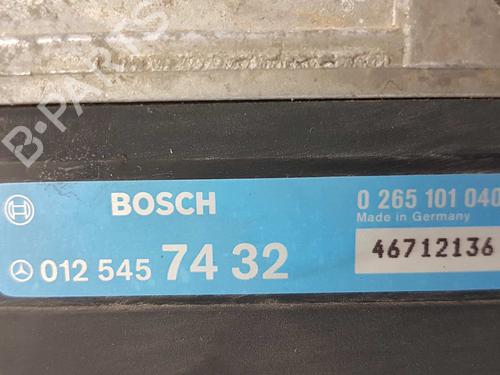 B-PARTS
BOSCH
0 265 101 040
Made in Germany
012 545 74 32
46712136